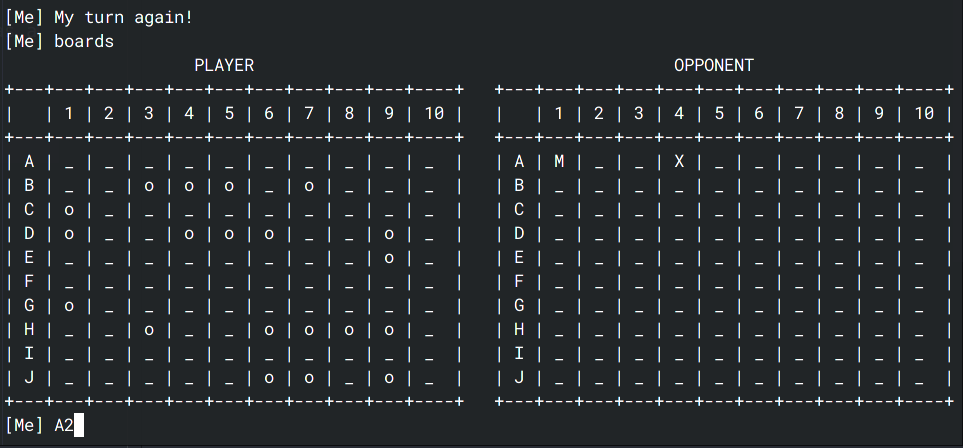 [Me] My turn again!
[Me] boards
                   PLAYER                                          OPPONENT
+---+---+---+---+---+---+---+---+---+---+----+   +---+---+---+---+---+---+---+---+---+---+----+
|   | 1 | 2 | 3 | 4 | 5 | 6 | 7 | 8 | 9 | 10 |   |   | 1 | 2 | 3 | 4 | 5 | 6 | 7 | 8 | 9 | 10 |
+---+---+---+---+---+---+---+---+---+---+----+   +---+---+---+---+---+---+---+---+---+---+----+
| A | _ | _ | _ | _ | _ | _ | _ | _ | _ | _  |   | A | M | _ | _ | X | _ | _ | _ | _ | _ | _  |
| B | _ | _ | o | o | o | _ | o | _ | _ | _  |   | B | _ | _ | _ | _ | _ | _ | _ | _ | _ | _  |
| C | o | _ | _ | _ | _ | _ | _ | _ | _ | _  |   | C | _ | _ | _ | _ | _ | _ | _ | _ | _ | _  |
| D | o | _ | _ | o | o | o | _ | _ | o | _  |   | D | _ | _ | _ | _ | _ | _ | _ | _ | _ | _  |
| E | _ | _ | _ | _ | _ | _ | _ | _ | o | _  |   | E | _ | _ | _ | _ | _ | _ | _ | _ | _ | _  |
| F | _ | _ | _ | _ | _ | _ | _ | _ | _ | _  |   | F | _ | _ | _ | _ | _ | _ | _ | _ | _ | _  |
| G | o | _ | _ | _ | _ | _ | _ | _ | _ | _  |   | G | _ | _ | _ | _ | _ | _ | _ | _ | _ | _  |
| H | _ | _ | o | _ | _ | o | o | o | o | _  |   | H | _ | _ | _ | _ | _ | _ | _ | _ | _ | _  |
| I | _ | _ | _ | _ | _ | _ | _ | _ | _ | _  |   | I | _ | _ | _ | _ | _ | _ | _ | _ | _ | _  |
| J | _ | _ | _ | _ | _ | o | o | _ | o | _  |   | J | _ | _ | _ | _ | _ | _ | _ | _ | _ | _  |
+---+---+---+---+---+---+---+---+---+---+----+   +---+---+---+---+---+---+---+---+---+---+----+
[Me] A2